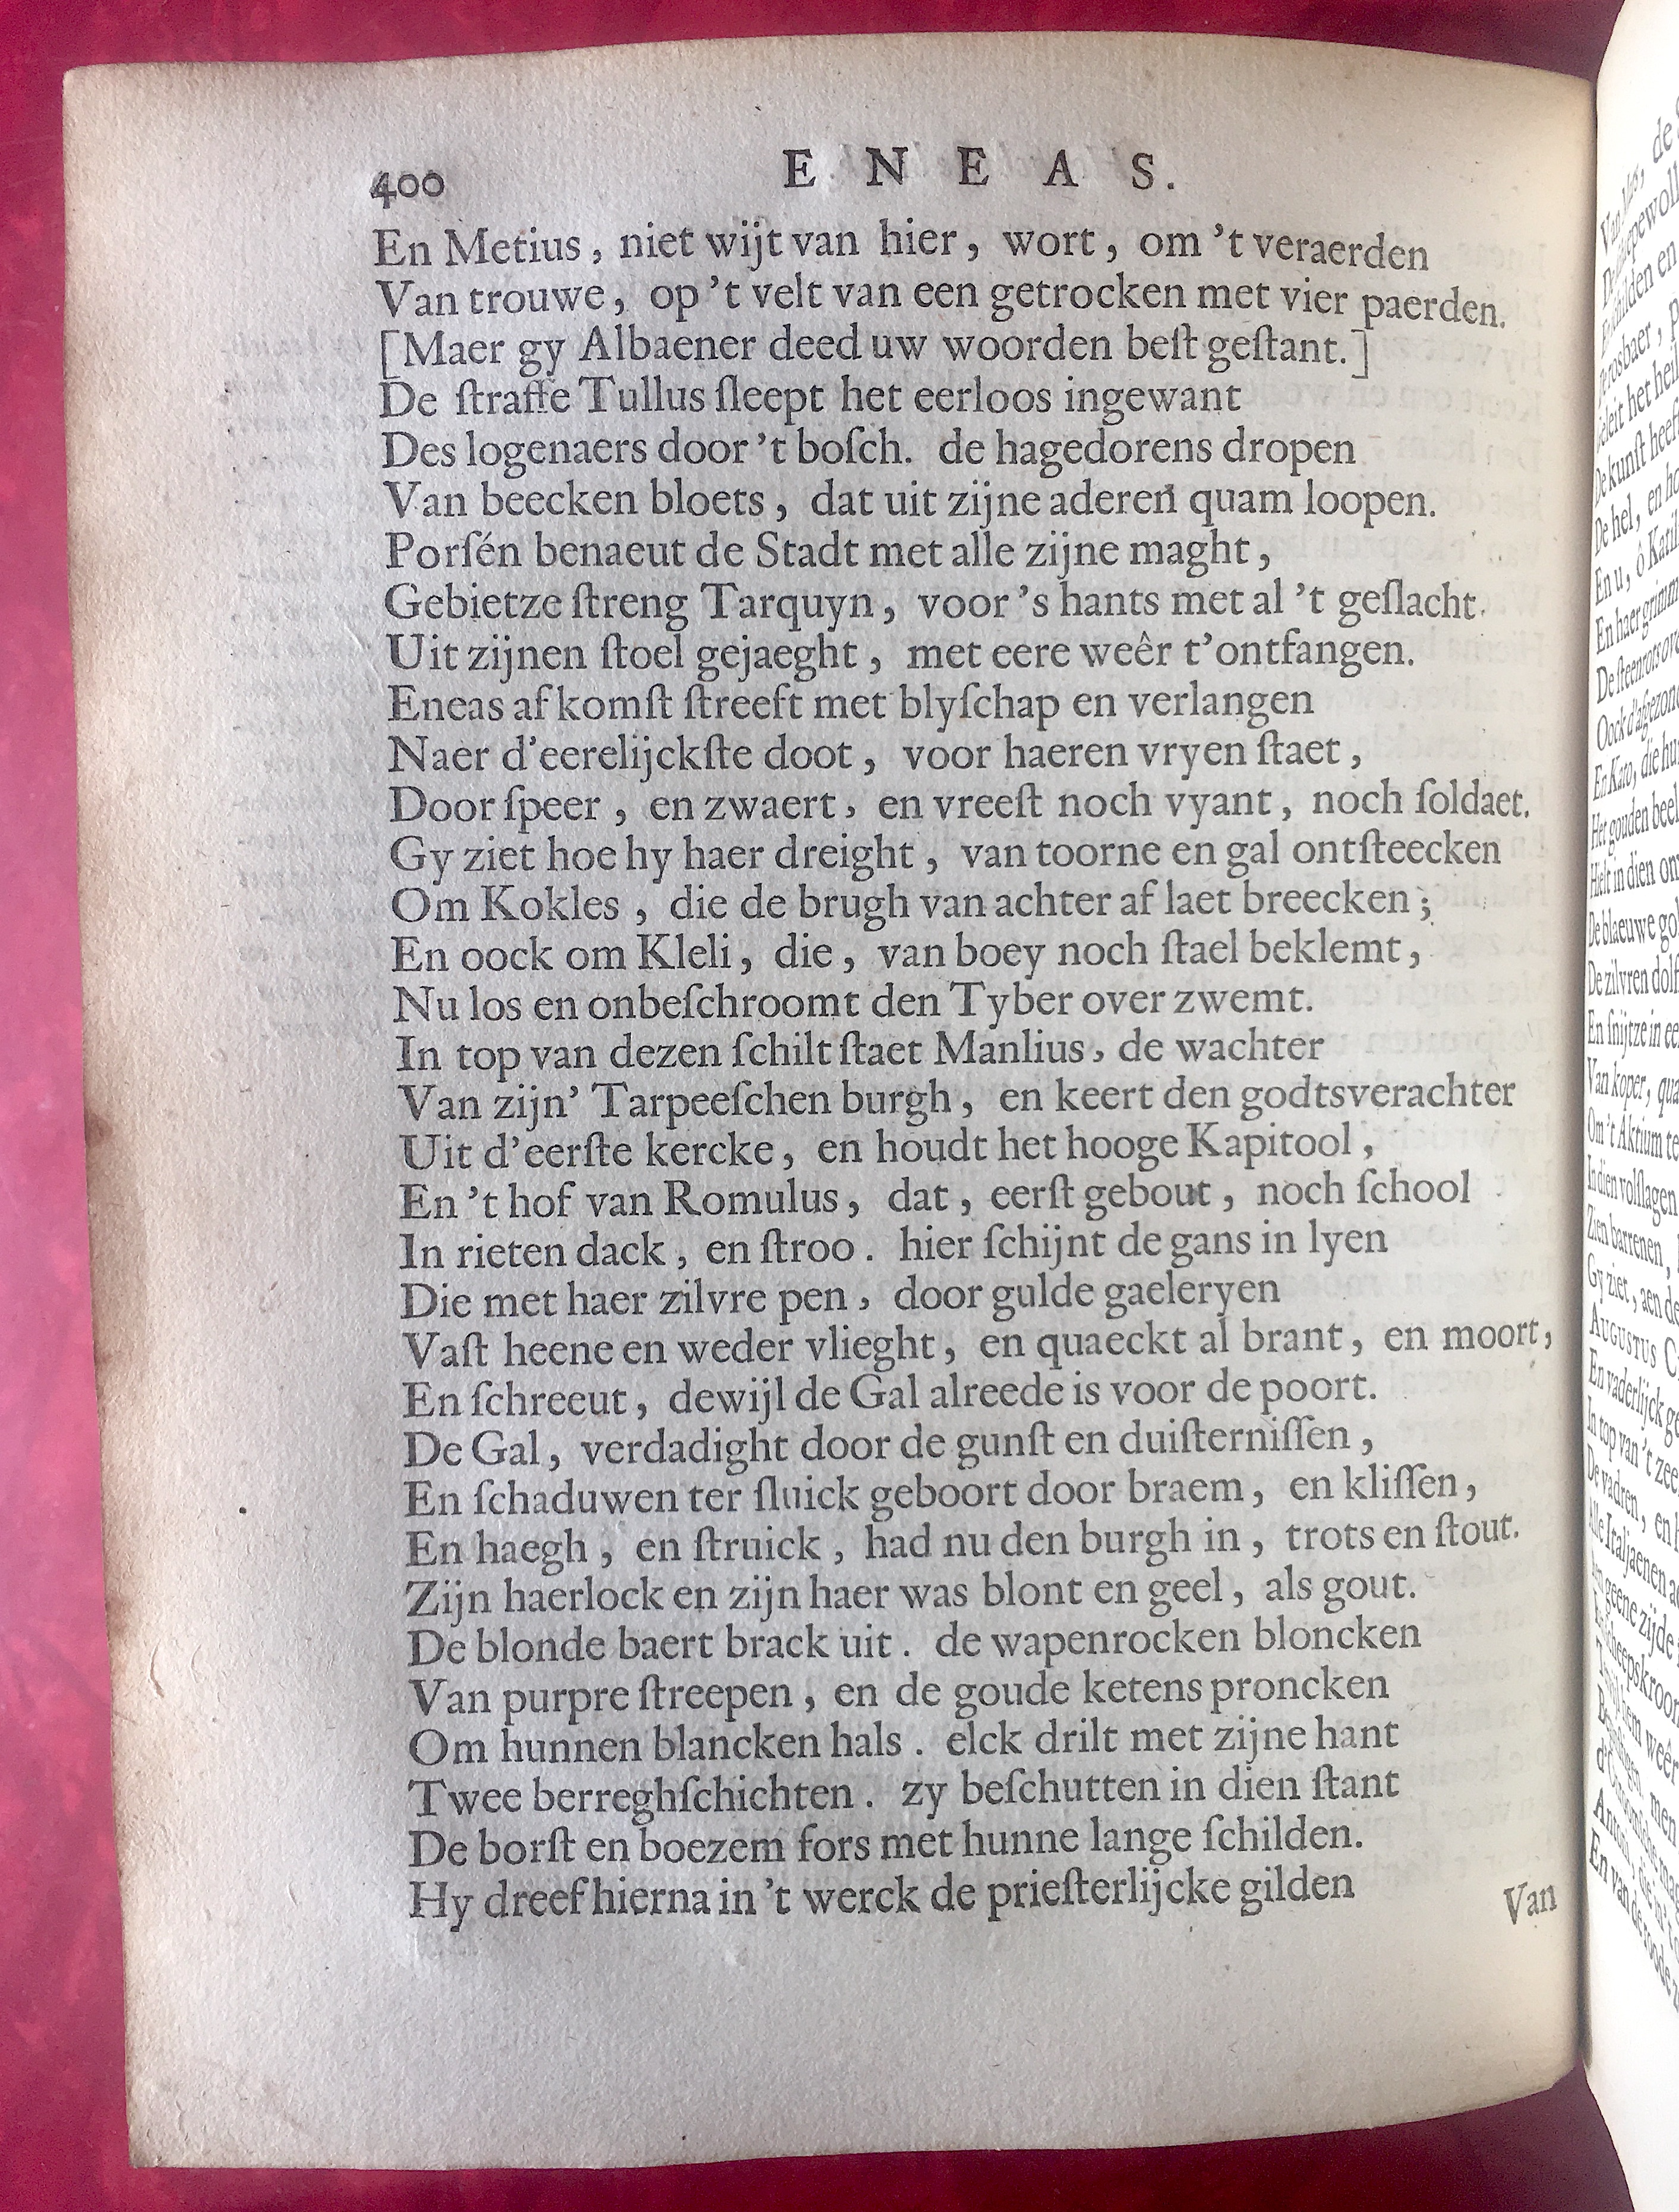 400 ENEAS.
En Metius, niet wijt van hier, wort, om 't veraerden
Van trouwe, op 't velt van een getrocken met vier paerden.
[Maer gy Albaener deed uw woorden beſt geſtant.]
De ſtraffe Tullus ſleept het eerloos ingewant
Des logenaers door 't boſch. de hagedorens dropen
Van beecken bloets, dat uit zijne aderen quam loopen.
Porſén benaeut de Stadt met alle zijne maght,
Gebietze ſtreng Tarquyn, voor 's hants met al 't geſlacht
Uit zijnen ſtoel gejaeght, met eere weêr t'ontfangen.
Eneas afkomſt ſtreeft met blyſchap en verlangen
Naer d'eerelijckſte doot, voor haeren vryen ſtaet,
Door ſpeer, en zwaert, en vreeſt noch vyant, noch ſoldaet.
Gy ziet hoe hy haer dreight, van toorne en gal ontſteecken
Om Kokles, die de brugh van achter af laet breecken;
En oock om Kleli, die, van boey noch ſtael beklemt,
Nu los en onbeſchroomt den Tyber over zwemt.
In top van dezen ſchilt ſtaet Manlius, de wachter
Van zijn' Tarpeeſchen burgh, en keert den godtsverachter
Uit d'eerſte kercke, en houdt het hooge Kapitool,
En 't hof van Romulus, dat, eerſt gebout, noch ſchool
In rieten dack, en ſtroo. hier ſchijnt de gans in lyen
Die met haer zilvre pen, door gulde gaeleryen
Vaſt heene en weder vlieght, en quaeckt al brant, en moort,
En ſchreeut, dewijl de Gal alreede is voor de poort.
De Gal, verdadight door de gunſt en duiſterniſſen,
En ſchaduwen ter ſluick geboort door braem, en kliſſen,
En haegh, en ſtruick, had nu den burgh in, trots en ſtout.
Zijn haerlock en zijn haer was blont en geel, als gout.
De blonde baert brack uit. de wapenrocken bloncken
Van purpre ſtreepen, en de goude ketens proncken
Om hunnen blancken hals. elck drilt met zijne hant
Twee berreghſchichten. zy beſchutten in dien ſtant
De borſt en boezem fors met hunne lange ſchilden.
Hy dreef hierna in 't werck de prieſterlijcke gilden
Van